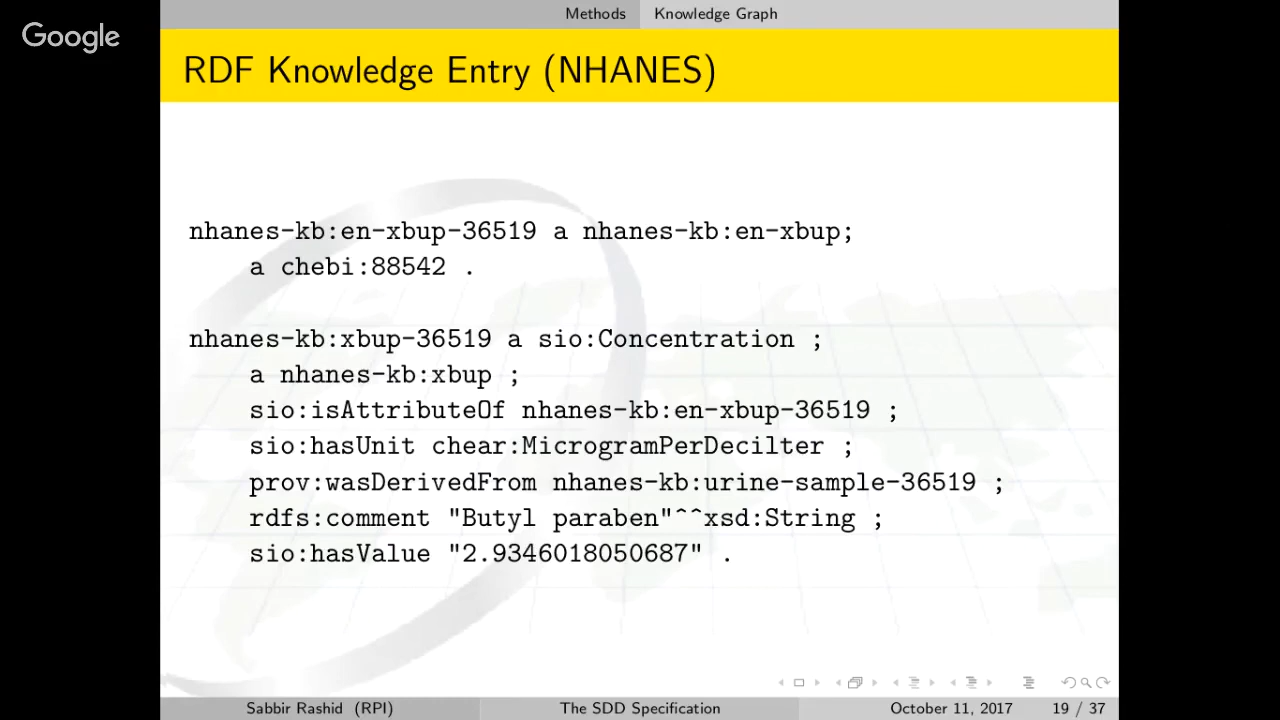 Google
Methods Knowledge Graph
RDF Knowledge Entry (NHANES)
nhanes-kb:en-xbup-36519 a nhanes-kb:en-xbup;
a chebi:88542 .
nhanes-kb:xbup-36519 a sio:Concentration ;
a nhanes-kb:xbup ;
sio:isAttributeOf nhanes-kb:en-xbup-36519 ;
sio:hasUnit chear:MicrogramPerDecilter ;
prov:wasDerivedFrom nhanes-kb:urine-sample-36519 ;
rdfs:comment "Butyl paraben"^^xsd:String ;
sio:hasValue "2.9346018050687" .
Sabbir Rashid (RPI) The SDD Specification October 11, 2017 19 / 37